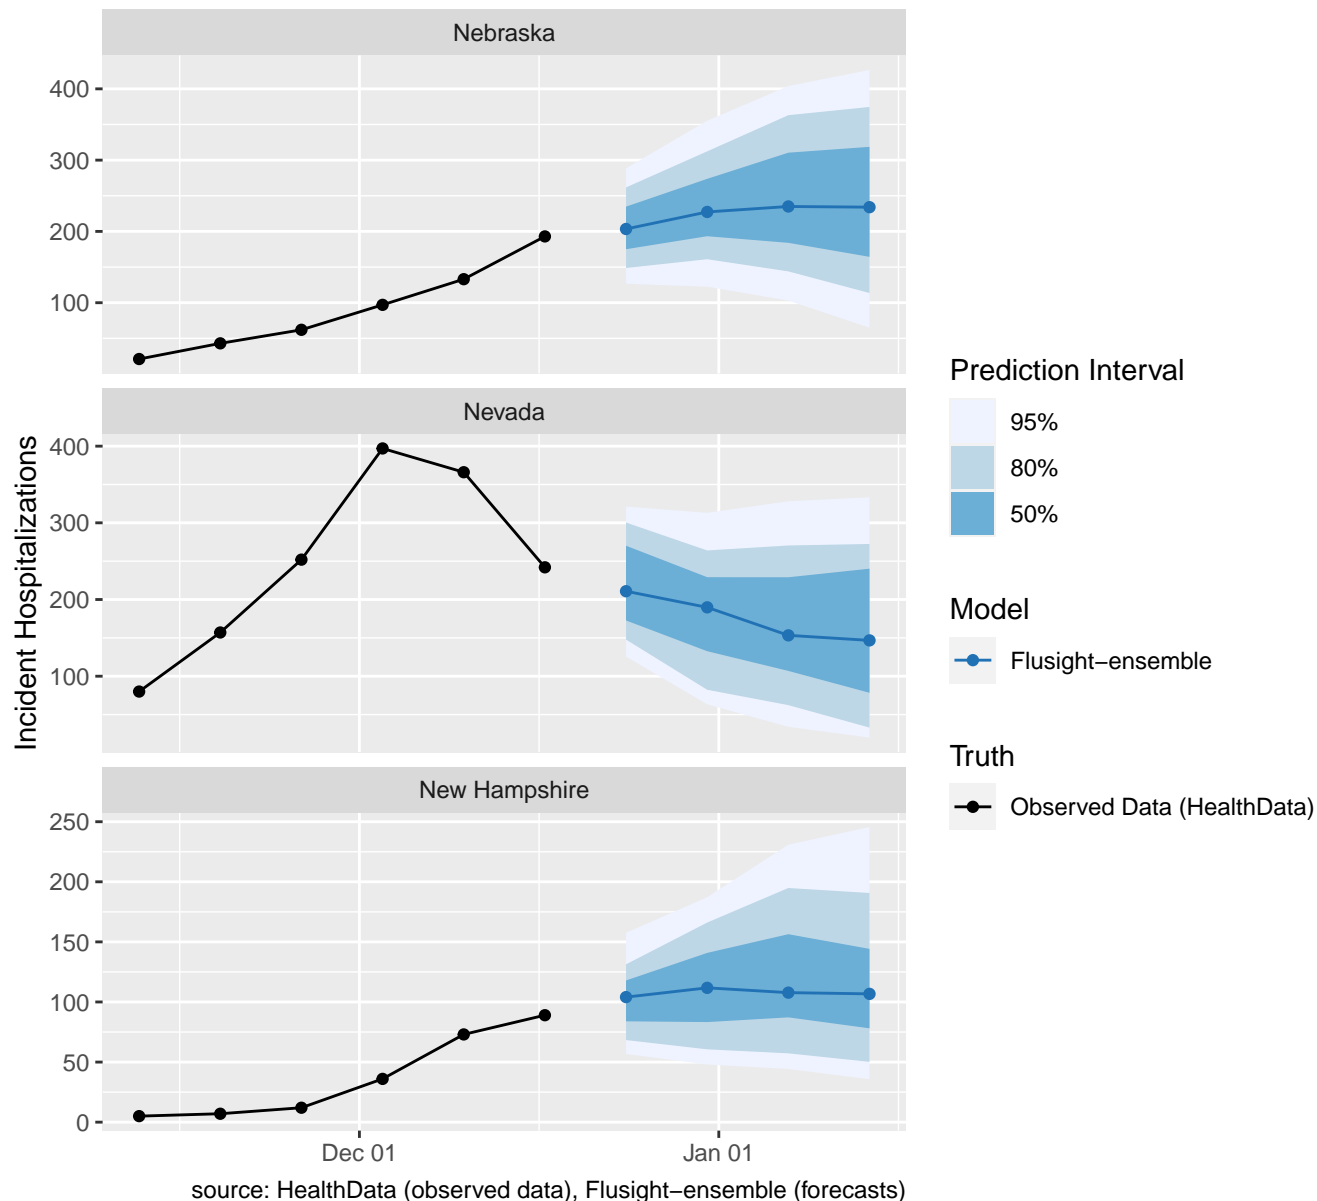 Nebraska
400
300
200
100
Nevada
400
300
200
100
New Hampshire
250
200
150
100
50
0
Dec 01
Jan 01
Incident Hospitalizations
source: HealthData (observed data), Flusight−ensemble (forecasts)
Prediction Interval
95%
80%
50%
Model
Flusight−ensemble
Truth
Observed Data (HealthData)